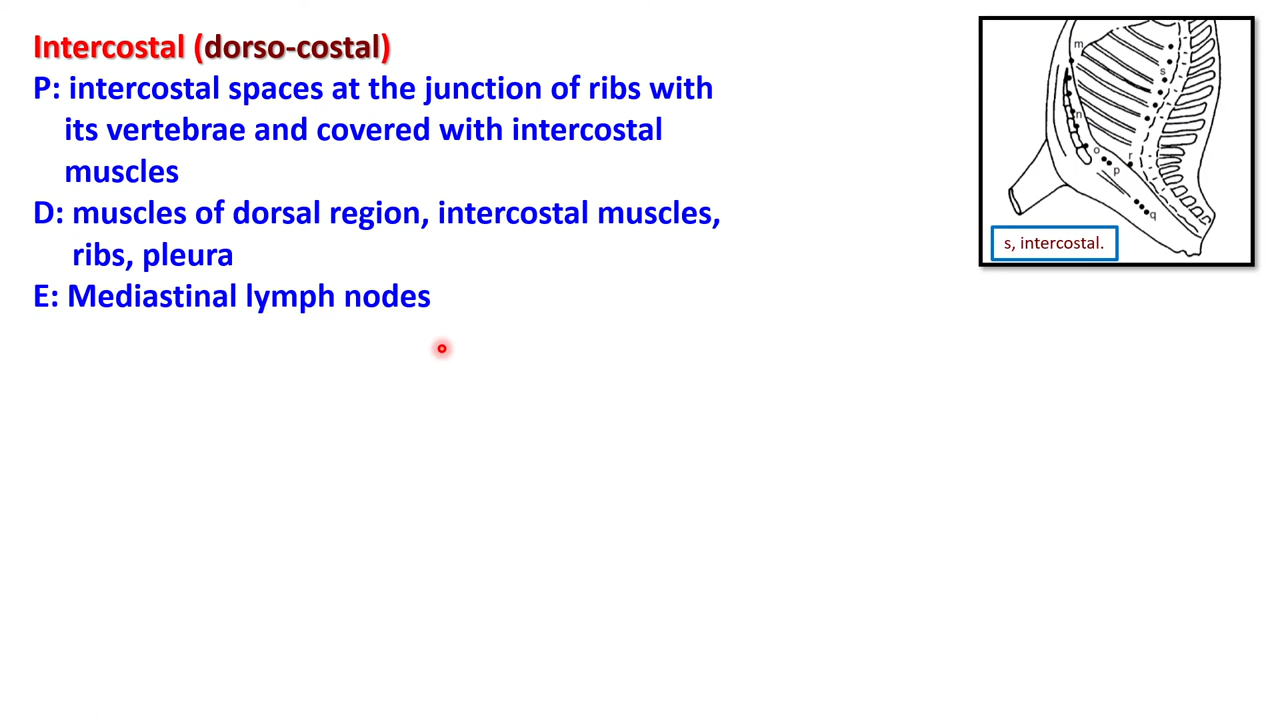 Intercostal (dorso-costal)
P: intercostal spaces at the junction of ribs with
its vertebrae and covered with intercostal
muscles
D: muscles of dorsal region, intercostal muscles,
ribs, pleura
E: Mediastinal lymph nodes
m
s
n
o
r
p
q
s, intercostal.